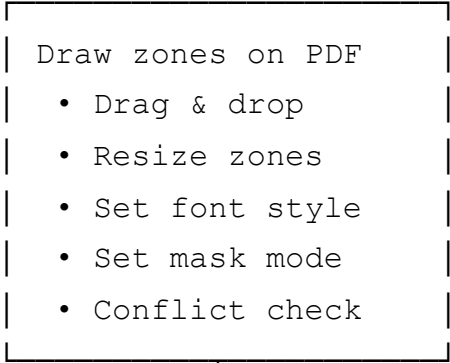 Draw zones on PDF
• Drag & drop
• Resize zones
• Set font style
• Set mask mode
• Conflict check